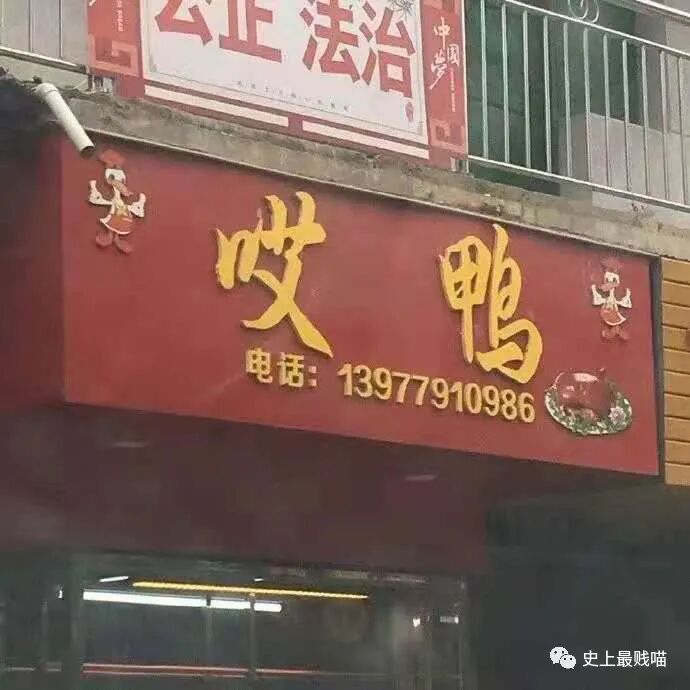 公正 法治
中国梦
哎鸭
电话：13977910986
史上最贱喵